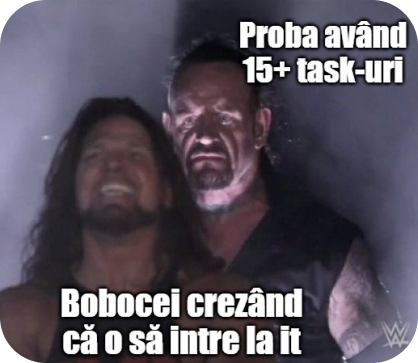 Proba având
15+ task-uri
Bobocei crezând
că o să intre la it
W